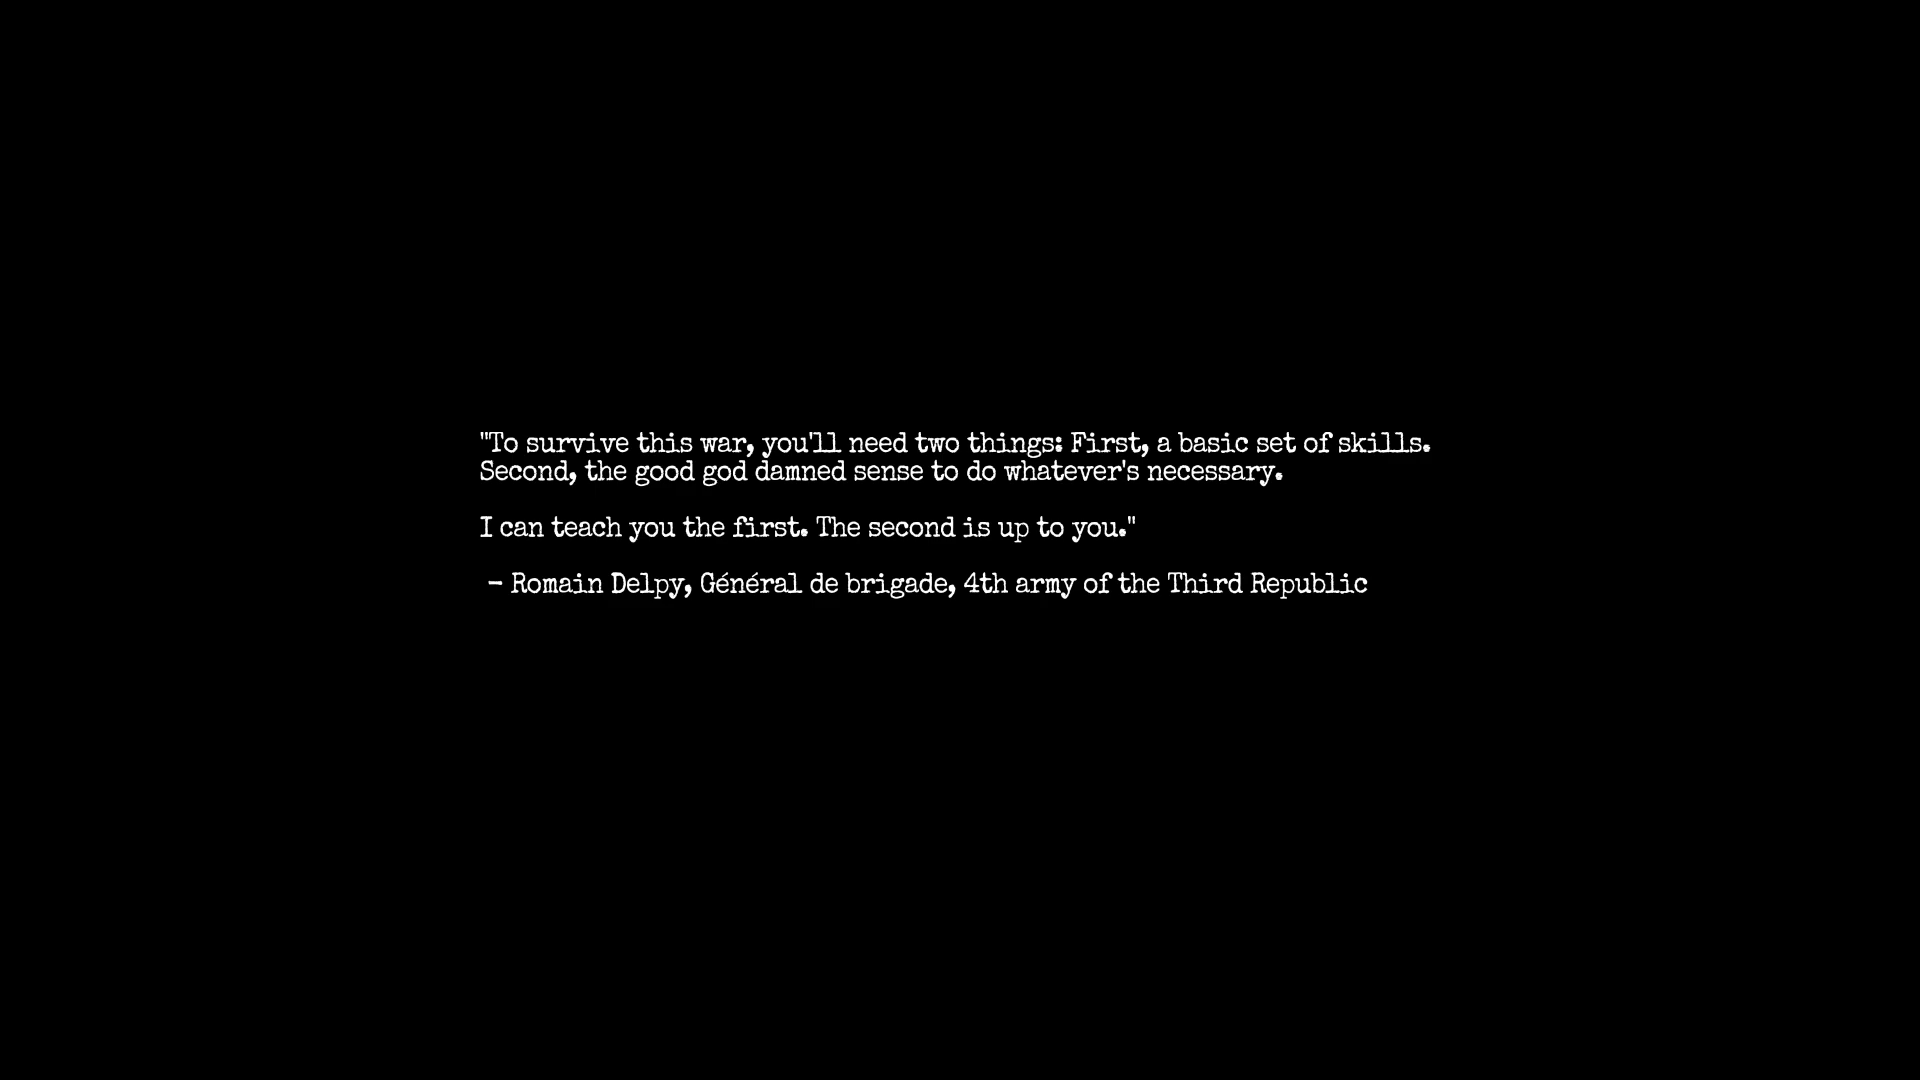 "To survive this war, you'll need two things: First, a basic set of skills.
Second, the good god damned sense to do whatever's necessary.
I can teach you the first. The second is up to you."
- Romain Delpy, Général de brigade, 4th army of the Third Republic